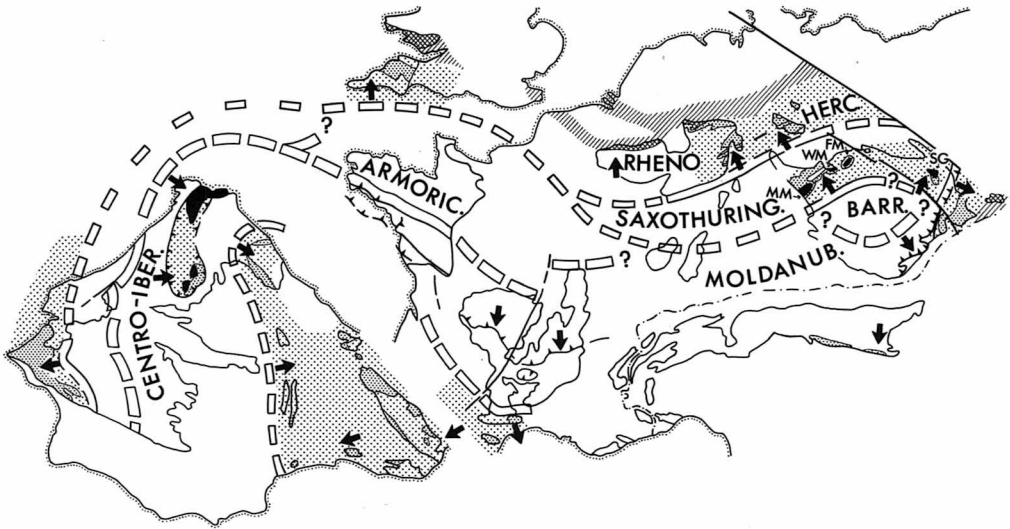 HERC.
?
FM.
RHENO
WM.
SG.
ARMORIC.
MM
?
SAXOTHURING.
BARR.
?
?
CENTRO-IBER.
?
MOLDANUB.